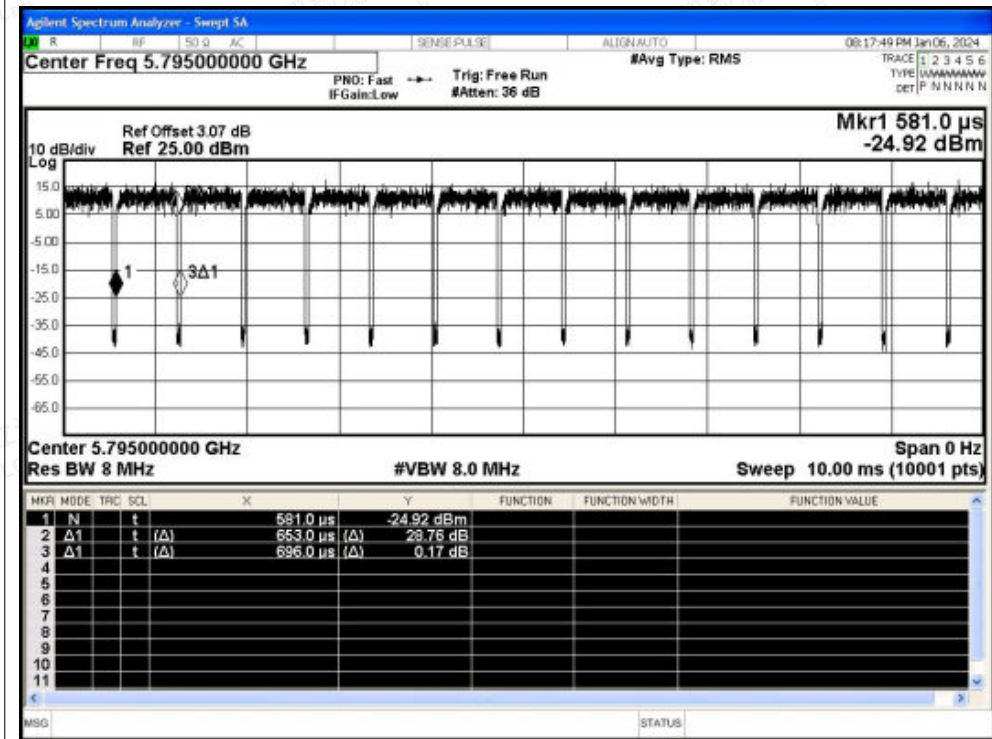 Agilent Spectrum Analyzer - Swept SA
R RF 50 Ω AC SENSE:PULSE ALIGN AUTO 08:17:49 PM Jan 06, 2024
Center Freq 5.795000000 GHz #Avg Type: RMS TRACE 1 2 3 4 5 6
PNO: Fast Trig: Free Run TYPE
IFGain:Low #Atten: 36 dB DET P N N N N N
Mkr1 581.0 µs
Ref Offset 3.07 dB
10 dB/div Ref 25.00 dBm -24.92 dBm
Log
15.0
5.00
-5.00
-15.0
1 3Δ1
-25.0
-35.0
-45.0
-55.0
-65.0
Center 5.795000000 GHz Span 0 Hz
Res BW 8 MHz #VBW 8.0 MHz Sweep 10.00 ms (10001 pts)
MKR MODE TRC SCL X Y FUNCTION FUNCTION WIDTH FUNCTION VALUE
1 N t 581.0 µs -24.92 dBm
2 Δ1 t (Δ) 653.0 µs (Δ) 28.76 dB
3 Δ1 t (Δ) 696.0 µs (Δ) 0.17 dB
4
5
6
7
8
9
10
11
MSG STATUS